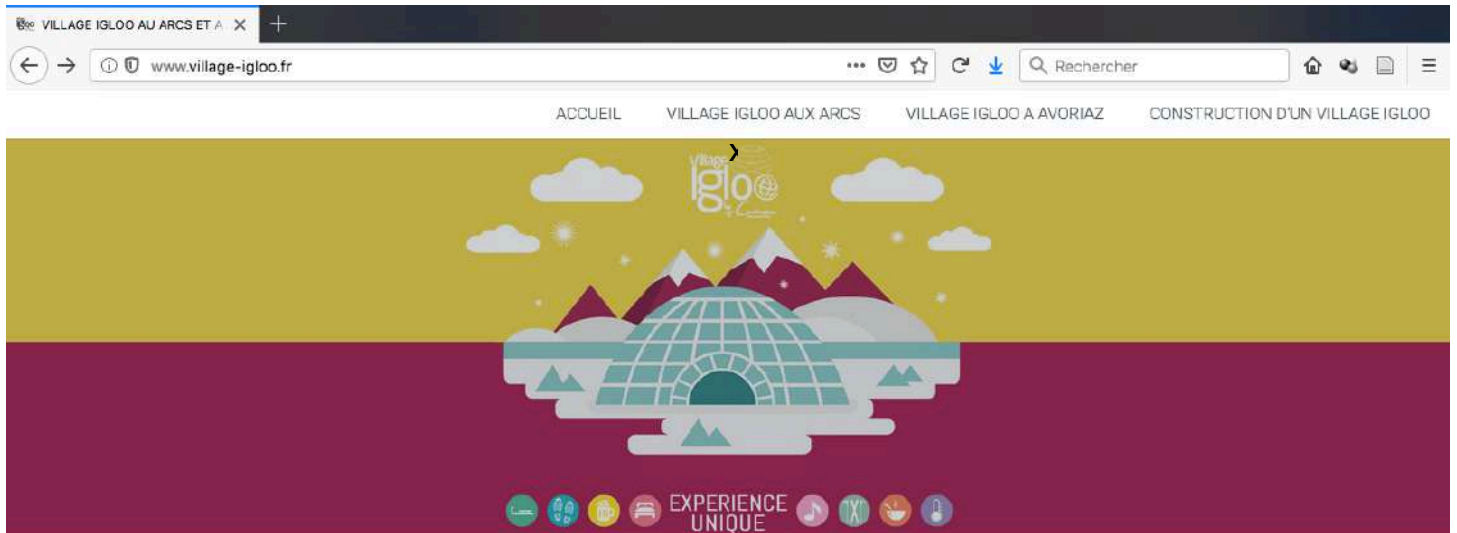 VILLAGE IGLOO AU ARCS ET A
www.village-igloo.fr
Rechercher
ACCUEIL VILLAGE IGLOO AUX ARCS VILLAGE IGLOO A AVORIAZ CONSTRUCTION D'UN VILLAGE IGLOO
Village
Igloo
EXPERIENCE
UNIQUE